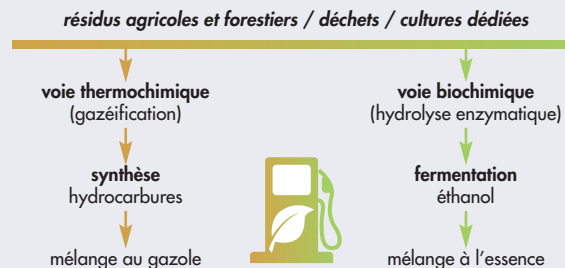 résidus agricoles et forestiers / déchets / cultures dédiées
voie thermochimique
(gazéification)
synthèse
hydrocarbures
mélange au gazole
voie biochimique
(hydrolyse enzymatique)
fermentation
éthanol
mélange à l'essence